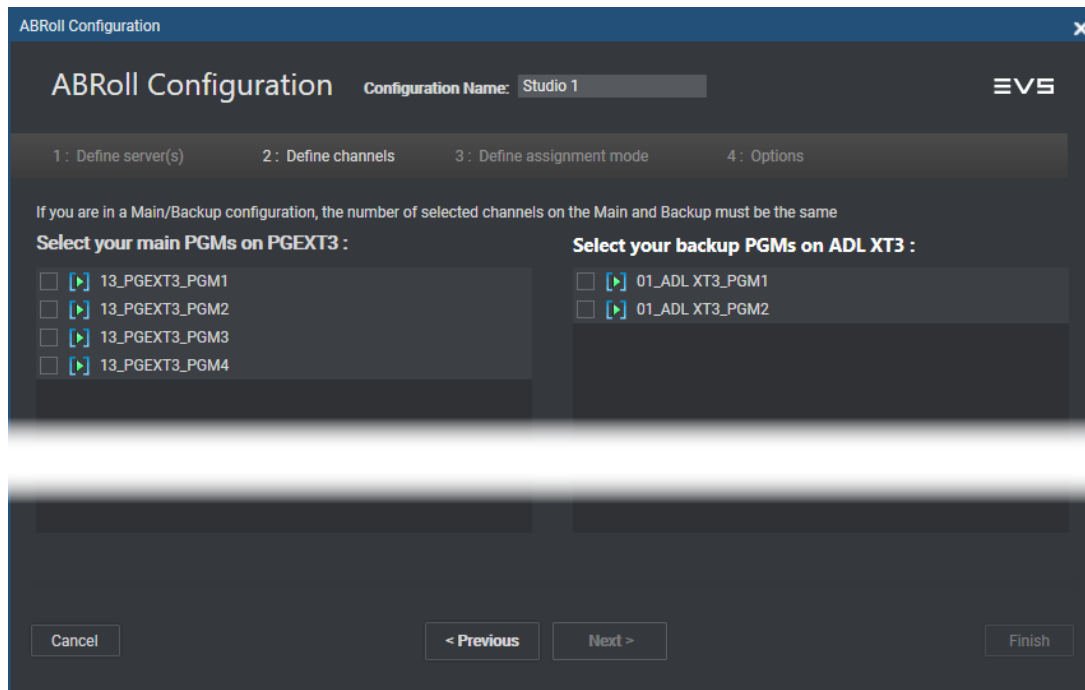 ABRoll Configuration
ABRoll Configuration Configuration Name: Studio 1 EVS
1 : Define server(s) 2 : Define channels 3 : Define assignment mode 4 : Options
If you are in a Main/Backup configuration, the number of selected channels on the Main and Backup must be the same
Select your main PGMs on PGEXT3 :
13_PGEXT3_PGM1
13_PGEXT3_PGM2
13_PGEXT3_PGM3
13_PGEXT3_PGM4
Select your backup PGMs on ADL XT3 :
01_ADL XT3_PGM1
01_ADL XT3_PGM2
Cancel < Previous Next > Finish